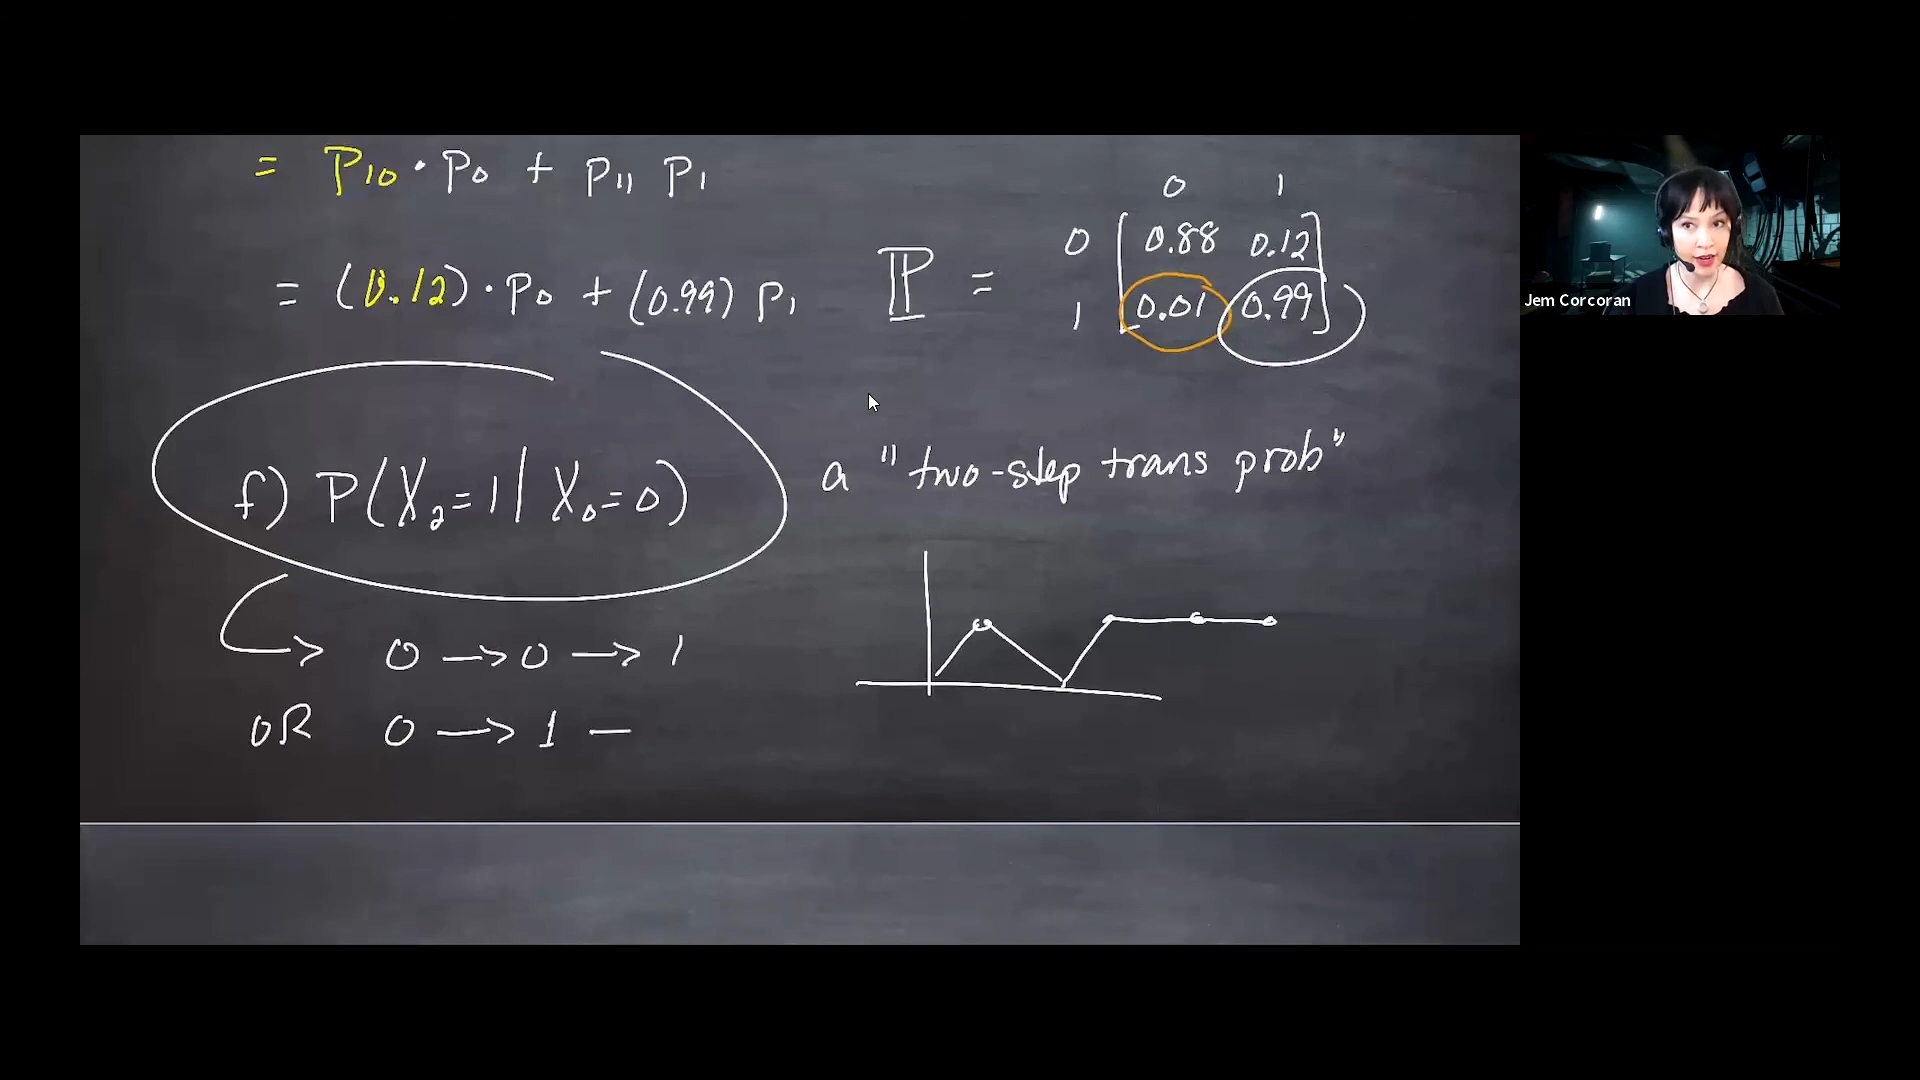 = P10 · p0 + p11 p1
= (0.12) · p0 + (0.99) p1
0 1
ℙ = 0 [ 0.88 0.12 ]
1 [ 0.01 0.99 ]
f) P(X2 = 1 | X0 = 0)
a "two-step trans prob"
0 → 0 → 1
OR 0 → 1 —
Jem Corcoran